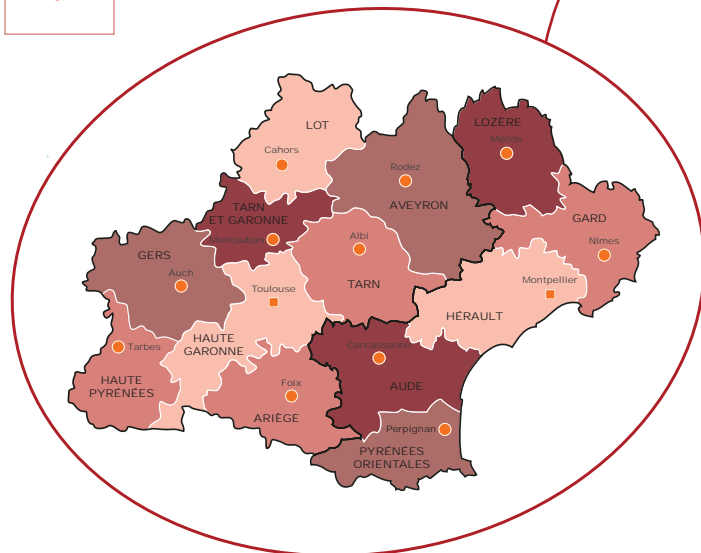 LOT
Cahors
LOZÈRE
Mende
Rodez
AVEYRON
TARN
ET GARONNE
Montauban
GARD
Nîmes
GERS
Auch
Albi
TARN
Toulouse
Montpellier
HÉRAULT
HAUTE
GARONNE
Tarbes
Carcassonne
HAUTE
PYRÉNÉES
Foix
ARIÈGE
AUDE
Perpignan
PYRÉNÉES
ORIENTALES